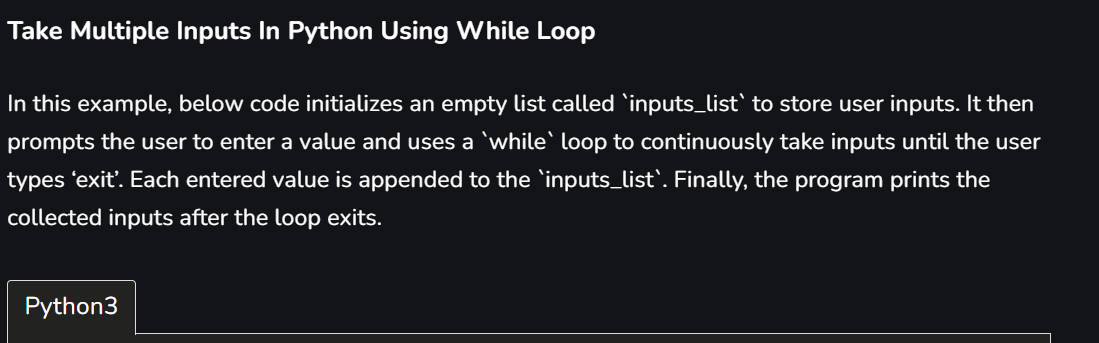 Take Multiple Inputs In Python Using While Loop
In this example, below code initializes an empty list called `inputs_list` to store user inputs. It then
prompts the user to enter a value and uses a `while` loop to continuously take inputs until the user
types ‘exit’. Each entered value is appended to the `inputs_list`. Finally, the program prints the
collected inputs after the loop exits.
Python3